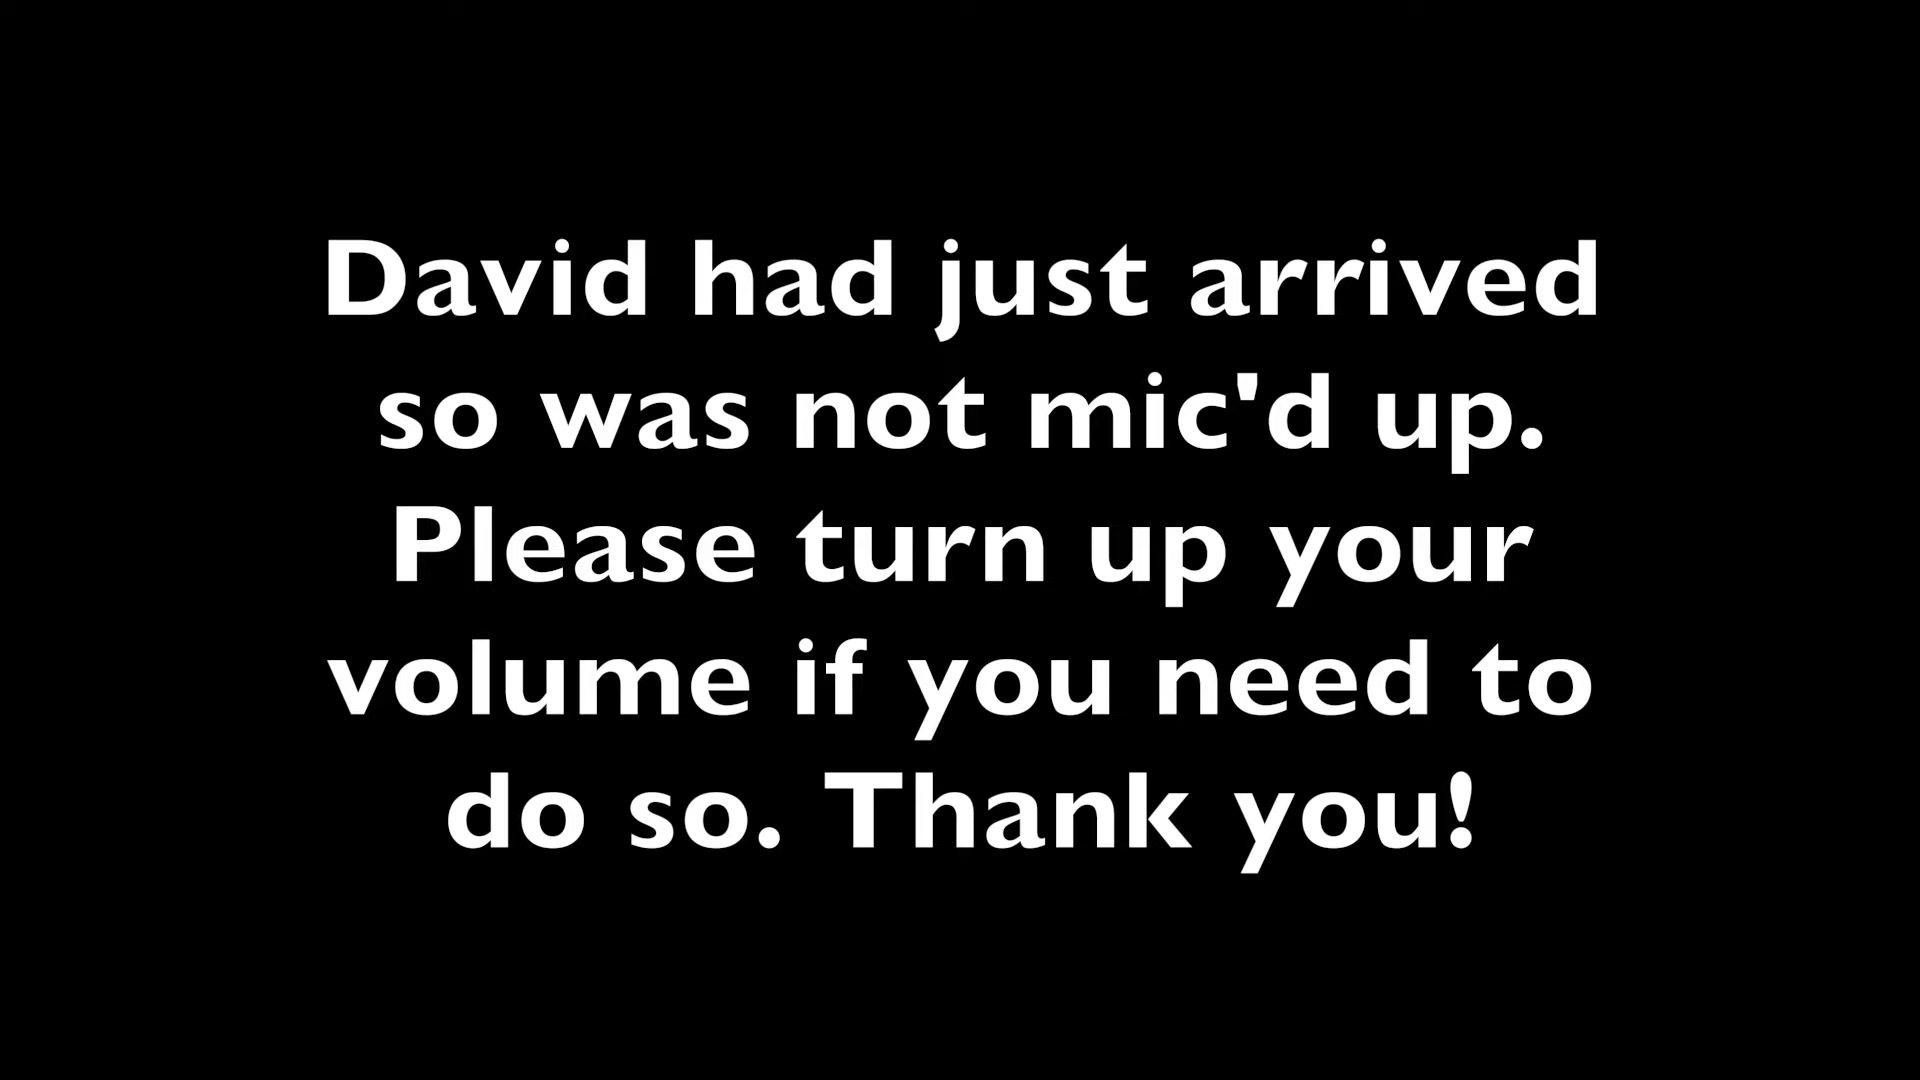 David had just arrived
so was not mic'd up.
Please turn up your
volume if you need to
do so. Thank you!